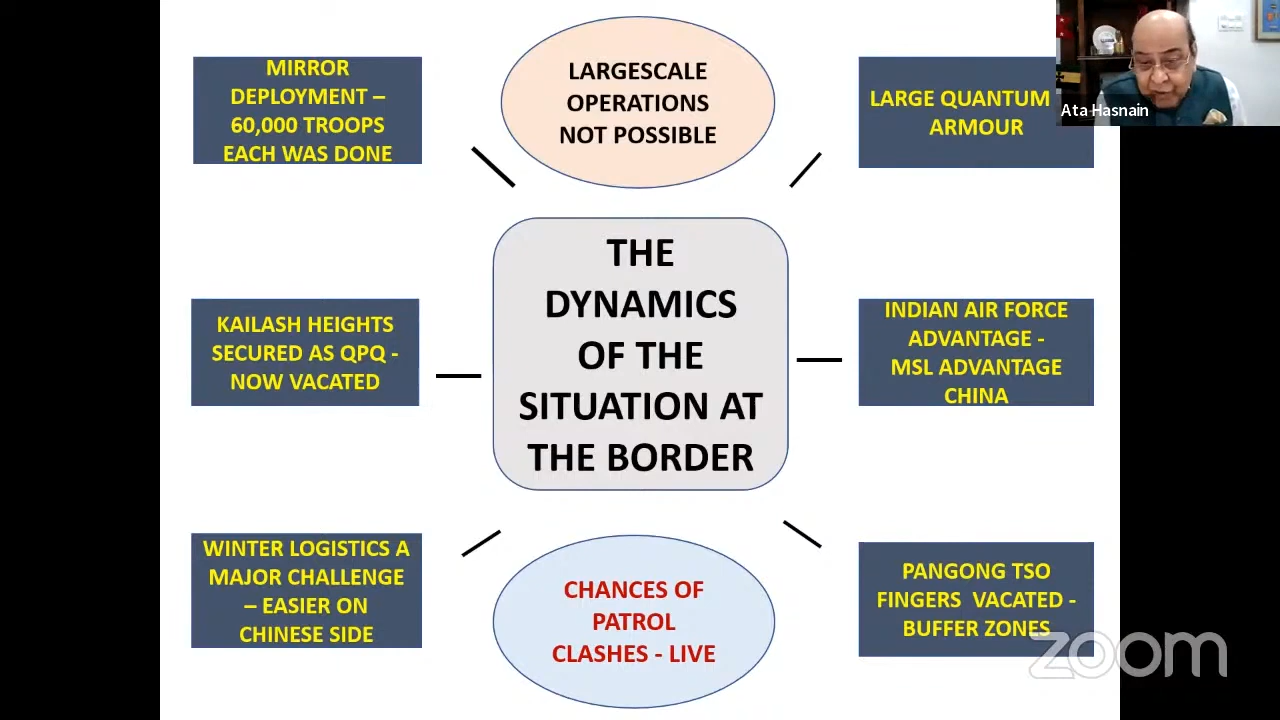 MIRROR
DEPLOYMENT –
60,000 TROOPS
EACH WAS DONE
LARGESCALE
OPERATIONS
NOT POSSIBLE
LARGE QUANTUM
ARMOUR
Ata Hasnain
KAILASH HEIGHTS
SECURED AS QPQ -
NOW VACATED
THE
DYNAMICS
OF THE
SITUATION AT
THE BORDER
INDIAN AIR FORCE
ADVANTAGE -
MSL ADVANTAGE
CHINA
WINTER LOGISTICS A
MAJOR CHALLENGE
– EASIER ON
CHINESE SIDE
CHANCES OF
PATROL
CLASHES - LIVE
PANGONG TSO
FINGERS VACATED -
BUFFER ZONES
zoom